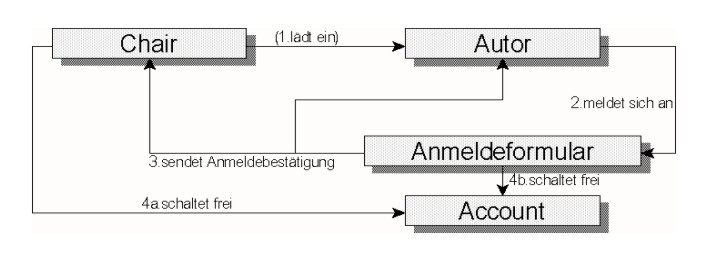 Chair
(1.lädt ein)
Autor
2.meldet sich an
Anmeldeformular
3.sendet Anmeldebestätigung
4b.schaltet frei
4a.schaltet frei
Account